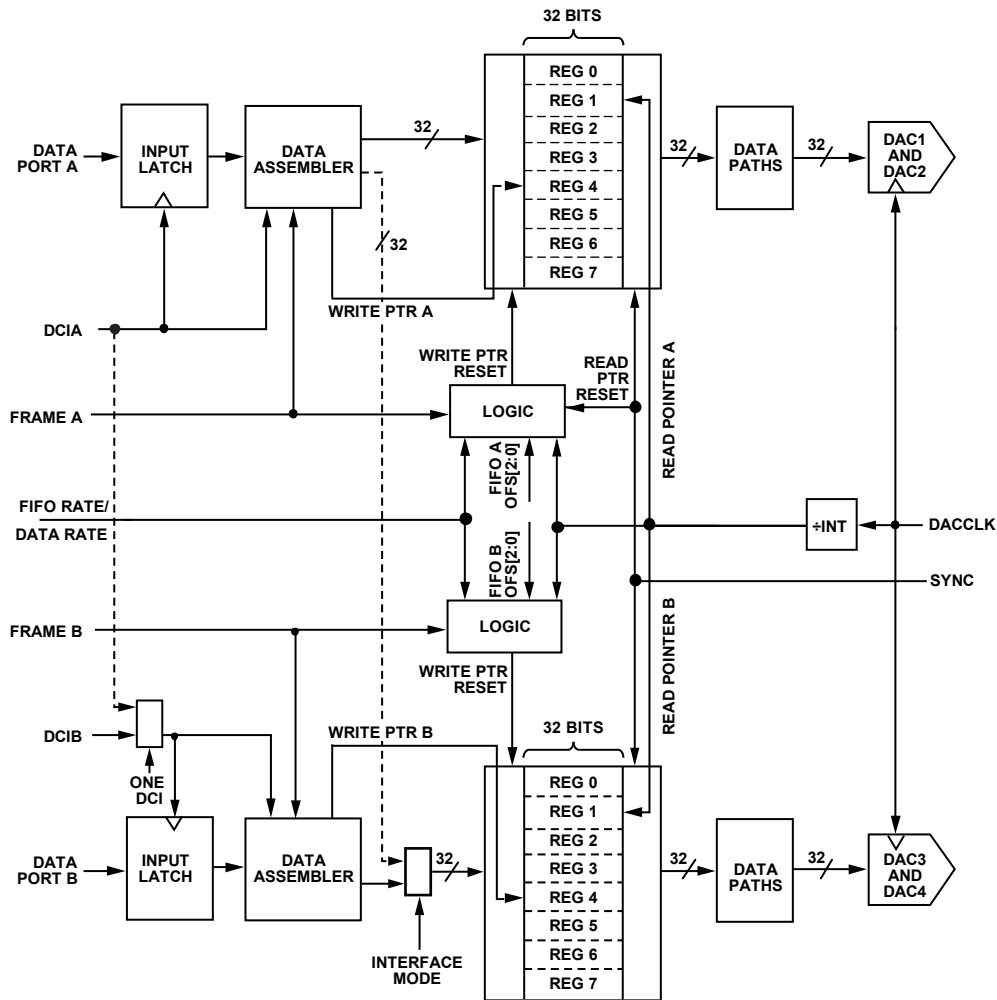 32 BITS
REG 0
REG 1
REG 2
REG 3
REG 4
REG 5
REG 6
REG 7
DATA
PORT A
INPUT
LATCH
DATA
ASSEMBLER
32
32
32
DATA
PATHS
32
DAC1
AND
DAC2
WRITE PTR A
DCIA
WRITE PTR
RESET
READ
PTR
RESET
READ POINTER A
FRAME A
LOGIC
FIFO A
OFS[2:0]
FIFO RATE/
DATA RATE
÷INT
DACCLK
FIFO B
OFS[2:0]
SYNC
FRAME B
LOGIC
WRITE PTR
RESET
READ POINTER B
DCIB
ONE
DCI
WRITE PTR B
32 BITS
REG 0
REG 1
REG 2
REG 3
REG 4
REG 5
REG 6
REG 7
DATA
PORT B
INPUT
LATCH
DATA
ASSEMBLER
32
32
DATA
PATHS
32
DAC3
AND
DAC4
INTERFACE
MODE